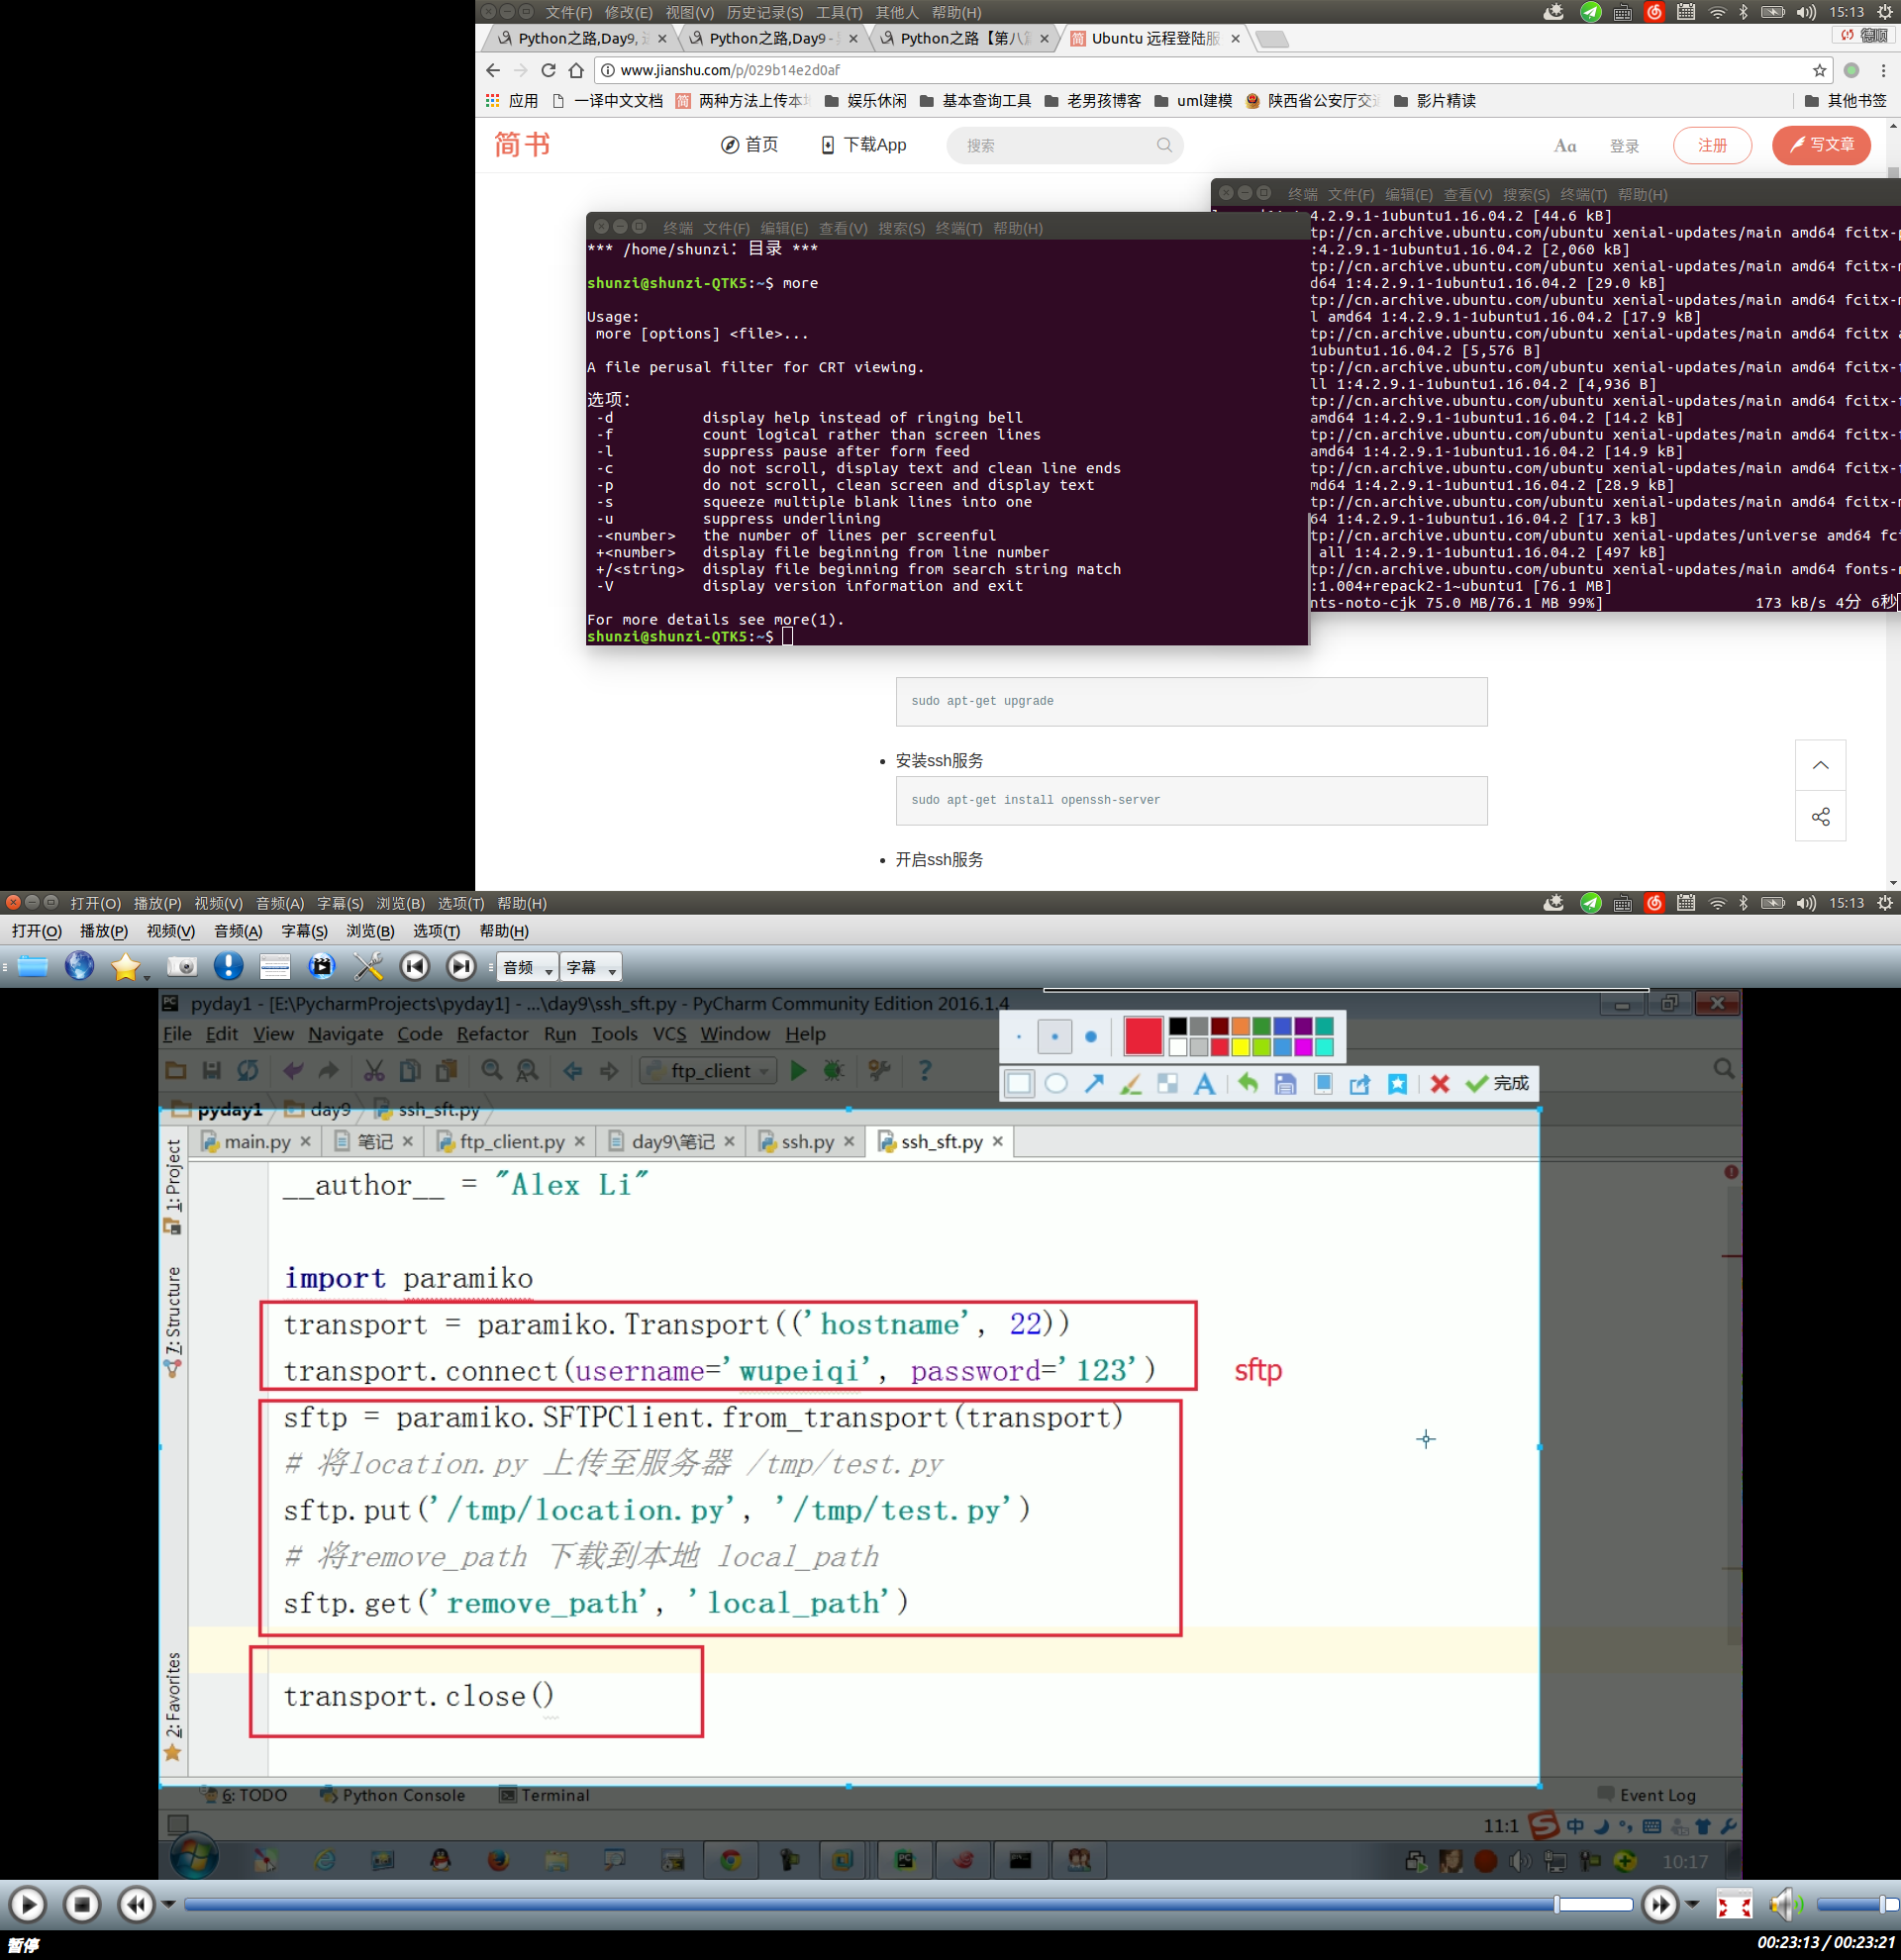 文件(F) 修改(E) 视图(V) 历史记录(S) 工具(T) 其他人 帮助(H) 15:13
Python之路,Day9, Python之路,Day9 - Python之路【第八 Ubuntu 远程登陆服 德顺
www.jianshu.com/p/029b14e2d0af
应用 一译中文文档 简 两种方法上传本 娱乐休闲 基本查询工具 老男孩博客 uml建模 陕西省公安厅交 影片精读 其他书签
简书 首页 下载App 搜索 Aa 登录 注册 写文章
终端 文件(F) 编辑(E) 查看(V) 搜索(S) 终端(T) 帮助(H)
4.2.9.1-1ubuntu1.16.04.2 [44.6 kB]
tp://cn.archive.ubuntu.com/ubuntu xenial-updates/main amd64 fcitx-
:4.2.9.1-1ubuntu1.16.04.2 [2,060 kB]
tp://cn.archive.ubuntu.com/ubuntu xenial-updates/main amd64 fcitx-
d64 1:4.2.9.1-1ubuntu1.16.04.2 [29.0 kB]
tp://cn.archive.ubuntu.com/ubuntu xenial-updates/main amd64 fcitx-
l amd64 1:4.2.9.1-1ubuntu1.16.04.2 [17.9 kB]
tp://cn.archive.ubuntu.com/ubuntu xenial-updates/main amd64 fcitx a
1ubuntu1.16.04.2 [5,576 B]
tp://cn.archive.ubuntu.com/ubuntu xenial-updates/main amd64 fcitx-
ll 1:4.2.9.1-1ubuntu1.16.04.2 [4,936 B]
tp://cn.archive.ubuntu.com/ubuntu xenial-updates/main amd64 fcitx-
amd64 1:4.2.9.1-1ubuntu1.16.04.2 [14.2 kB]
tp://cn.archive.ubuntu.com/ubuntu xenial-updates/main amd64 fcitx-
amd64 1:4.2.9.1-1ubuntu1.16.04.2 [14.9 kB]
tp://cn.archive.ubuntu.com/ubuntu xenial-updates/main amd64 fcitx-
md64 1:4.2.9.1-1ubuntu1.16.04.2 [28.9 kB]
tp://cn.archive.ubuntu.com/ubuntu xenial-updates/main amd64 fcitx-
64 1:4.2.9.1-1ubuntu1.16.04.2 [17.3 kB]
tp://cn.archive.ubuntu.com/ubuntu xenial-updates/universe amd64 fc
all 1:4.2.9.1-1ubuntu1.16.04.2 [497 kB]
tp://cn.archive.ubuntu.com/ubuntu xenial-updates/main amd64 fonts-
:1.004+repack2-1~ubuntu1 [76.1 MB]
nts-noto-cjk 75.0 MB/76.1 MB 99%] 173 kB/s 4分 6秒
终端 文件(F) 编辑(E) 查看(V) 搜索(S) 终端(T) 帮助(H)
*** /home/shunzi: 目录 ***
shunzi@shunzi-QTK5:~$ more
Usage:
more [options] <file>...
A file perusal filter for CRT viewing.
选项:
-d display help instead of ringing bell
-f count logical rather than screen lines
-l suppress pause after form feed
-c do not scroll, display text and clean line ends
-p do not scroll, clean screen and display text
-s squeeze multiple blank lines into one
-u suppress underlining
-<number> the number of lines per screenful
+<number> display file beginning from line number
+/<string> display file beginning from search string match
-V display version information and exit
For more details see more(1).
shunzi@shunzi-QTK5:~$
sudo apt-get upgrade
• 安装ssh服务
sudo apt-get install openssh-server
• 开启ssh服务
打开(O) 播放(P) 视频(V) 音频(A) 字幕(S) 浏览(B) 选项(T) 帮助(H) 15:13
打开(O) 播放(P) 视频(V) 音频(A) 字幕(S) 浏览(B) 选项(T) 帮助(H)
音频 字幕
pyday1 - [E:\PycharmProjects\pyday1] - ...\day9\ssh_sft.py - PyCharm Community Edition 2016.1.4
File Edit View Navigate Code Refactor Run Tools VCS Window Help
ftp_client
完成
pyday1 day9 ssh_sft.py
main.py 笔记 ftp_client.py day9\笔记 ssh.py ssh_sft.py
1: Project
7: Structure
2: Favorites
__author__ = "Alex Li"
import paramiko
transport = paramiko.Transport(('hostname', 22))
transport.connect(username='wupeiqi', password='123')
sftp
sftp = paramiko.SFTPClient.from_transport(transport)
# 将location.py 上传至服务器 /tmp/test.py
sftp.put('/tmp/location.py', '/tmp/test.py')
# 将remove_path 下载到本地 local_path
sftp.get('remove_path', 'local_path')
transport.close()
6: TODO Python Console Terminal Event Log
11:1 中
10:17
暂停 00:23:13 / 00:23:21